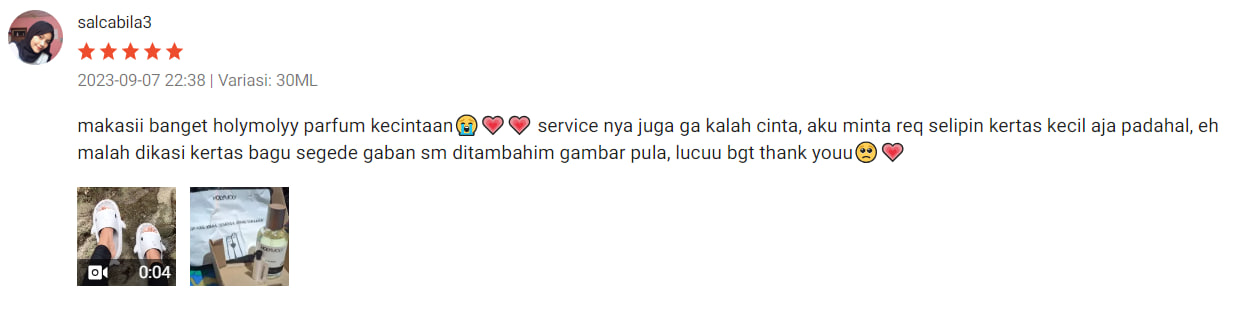 salcabila3
2023-09-07 22:38 | Variasi: 30ML
makasii banget holymolyy parfum kecintaan😭💗💗 service nya juga ga kalah cinta, aku minta req selipin kertas kecil aja padahal, eh
malah dikasi kertas bagu segede gaban sm ditambahim gambar pula, lucuu bgt thank youu🥺💗
0:04